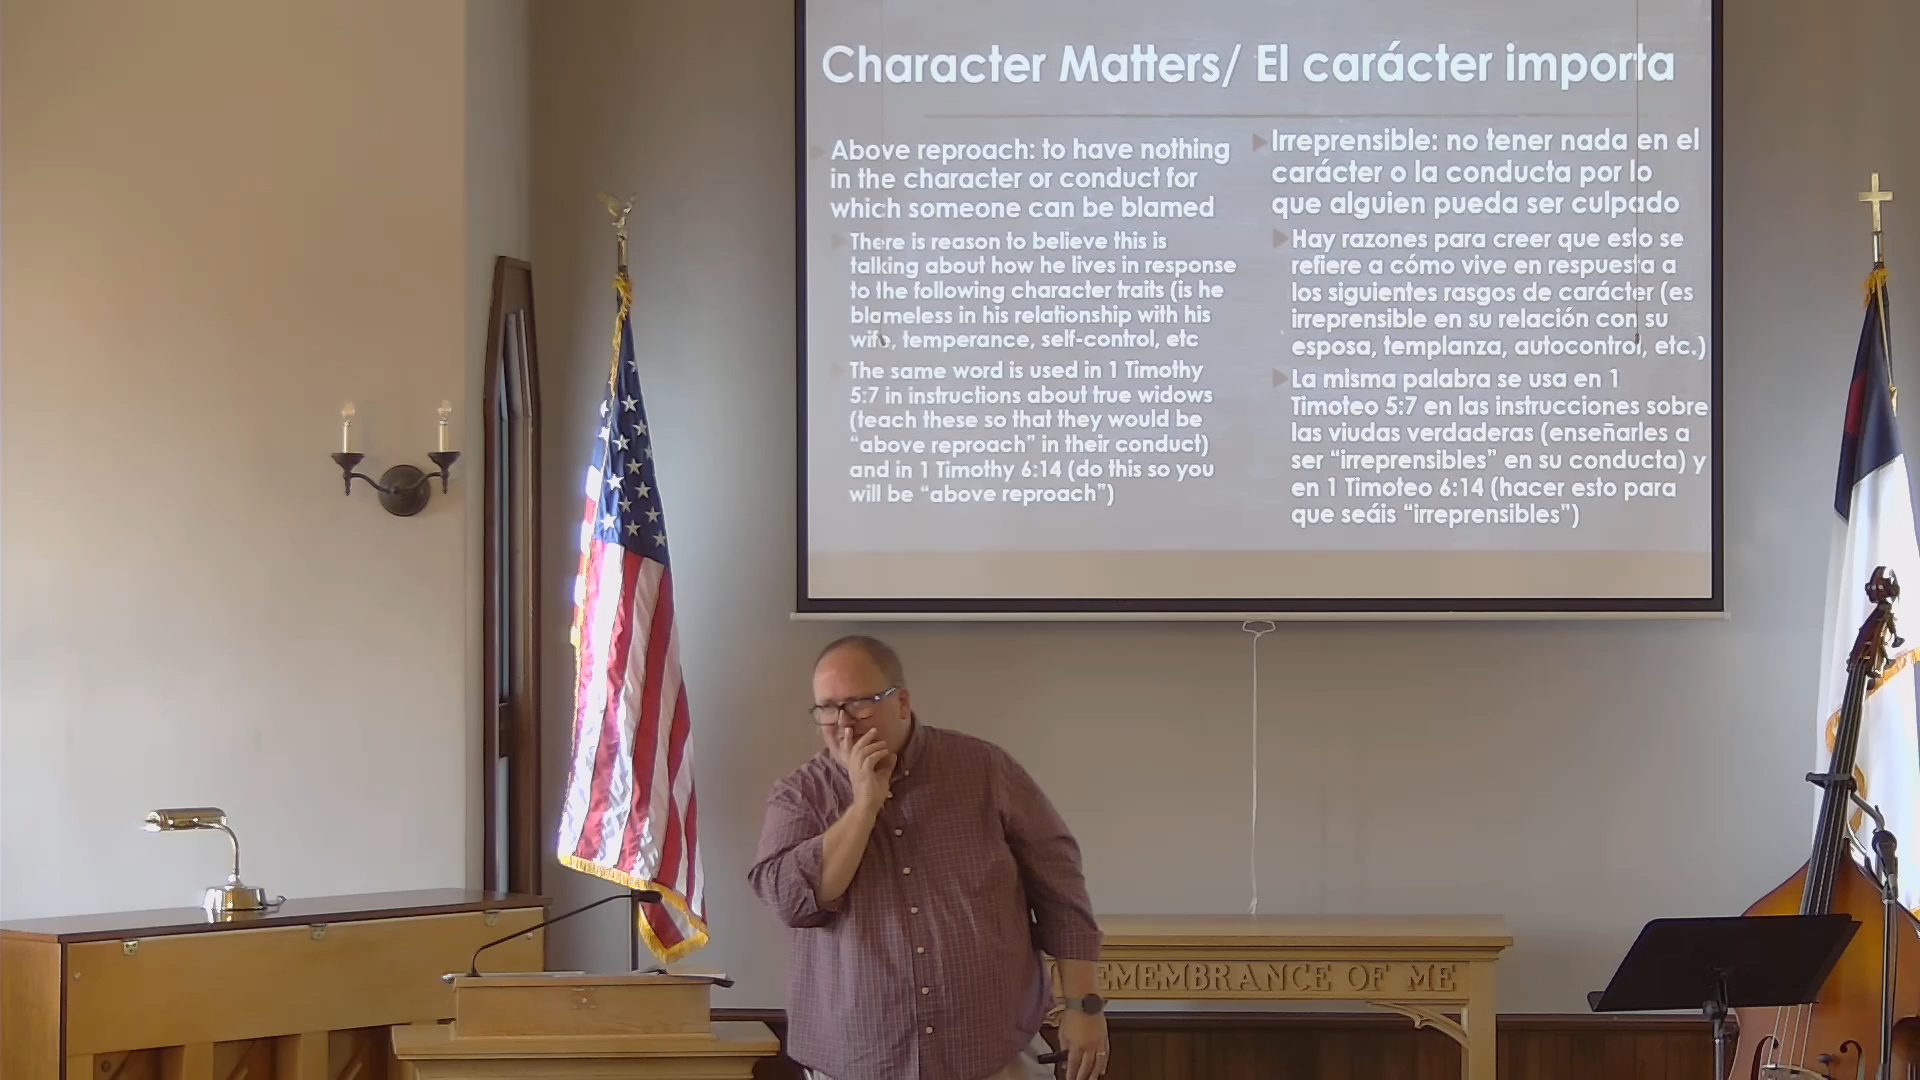 Character Matters/ El carácter importa
Above reproach: to have nothing
in the character or conduct for
which someone can be blamed
There is reason to believe this is
talking about how he lives in response
to the following character traits (is he
blameless in his relationship with his
wife, temperance, self-control, etc
The same word is used in 1 Timothy
5:7 in instructions about true widows
(teach these so that they would be
“above reproach” in their conduct)
and in 1 Timothy 6:14 (do this so you
will be “above reproach”)
Irreprensible: no tener nada en el
carácter o la conducta por lo
que alguien pueda ser culpado
Hay razones para creer que esto se
refiere a cómo vive en respuesta a
los siguientes rasgos de carácter (es
irreprensible en su relación con su
esposa, templanza, autocontrol, etc.)
La misma palabra se usa en 1
Timoteo 5:7 en las instrucciones sobre
las viudas verdaderas (enseñarles a
ser “irreprensibles” en su conducta) y
en 1 Timoteo 6:14 (hacer esto para
que seáis “irreprensibles”)
EMEMBRANCE OF ME